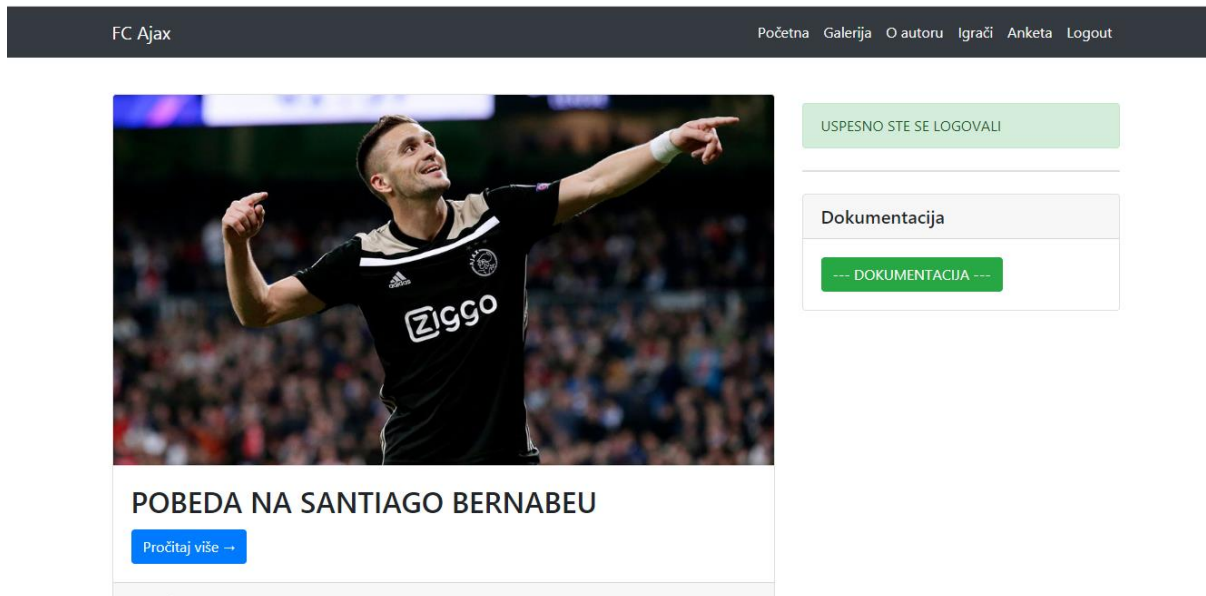 FC Ajax
Početna Galerija O autoru Igrači Anketa Logout
USPESNO STE SE LOGOVALI
Dokumentacija
--- DOKUMENTACIJA ---
AJAX
adidas
ZIGGO
POBEDA NA SANTIAGO BERNABEU
Pročitaj više →